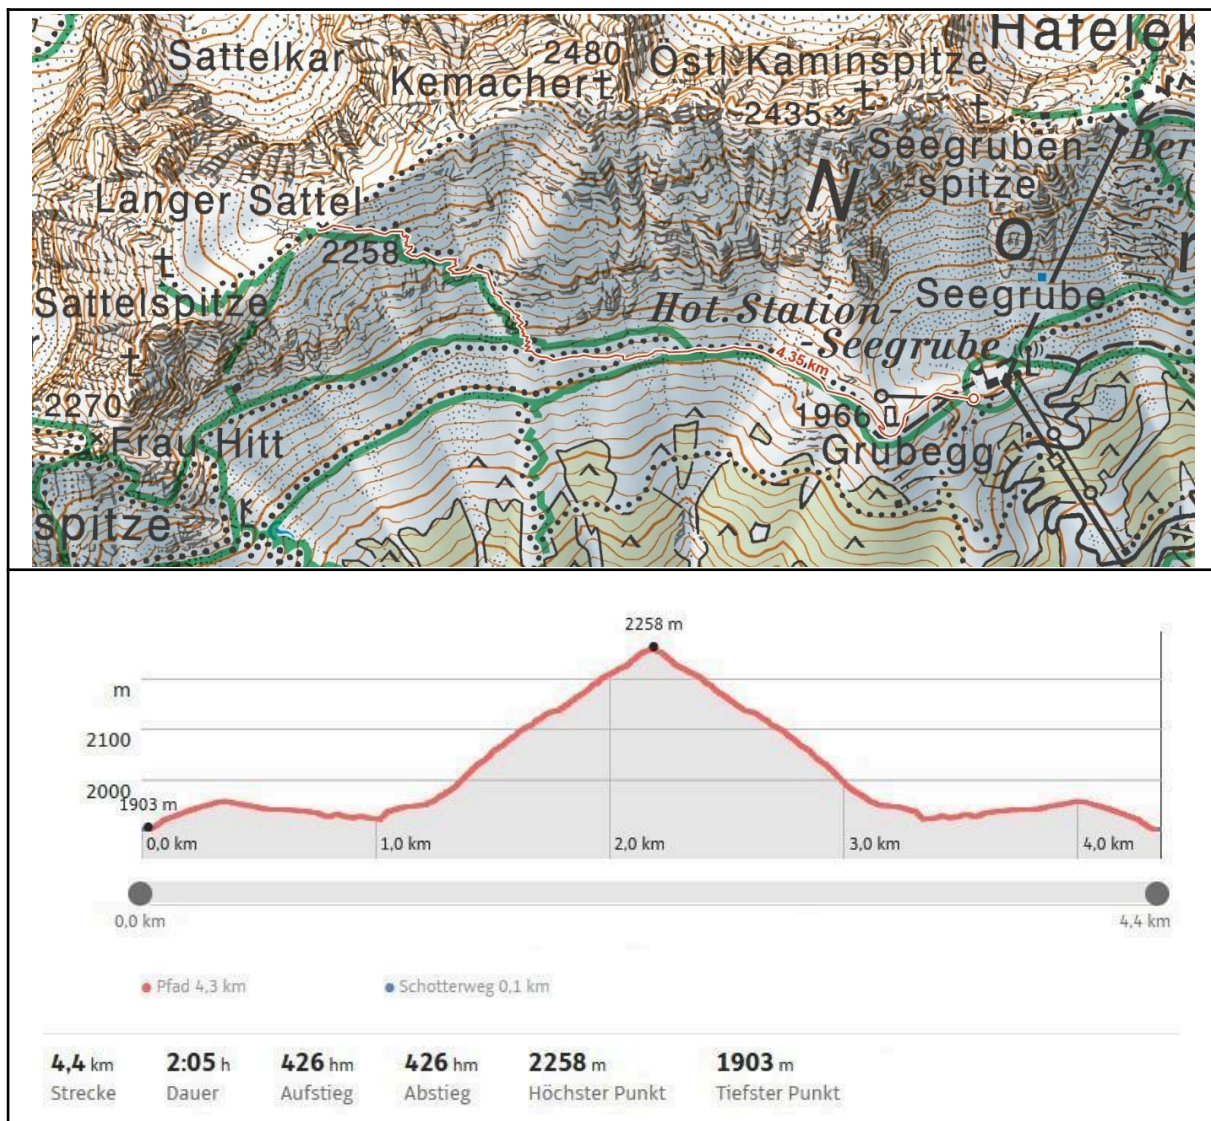 Hafelek
Sattelkar
2480
Östl. Kaminspitze
Kemacher
2435
Seegruben
-spitze
Ber
Langer Sattel
N
2258
o
Sattelspitze
Seegrube
Hot-Station-
-Seegrube
4.35 km
2270
1966
Frau Hitt
Grubegg
spitze
2258 m
m
2100
2000
1903 m
0,0 km
1,0 km
2,0 km
3,0 km
4,0 km
0,0 km
4,4 km
Pfad 4,3 km
Schotterweg 0,1 km
4,4 km
2:05 h
426 hm
426 hm
2258 m
1903 m
Strecke
Dauer
Aufstieg
Abstieg
Höchster Punkt
Tiefster Punkt